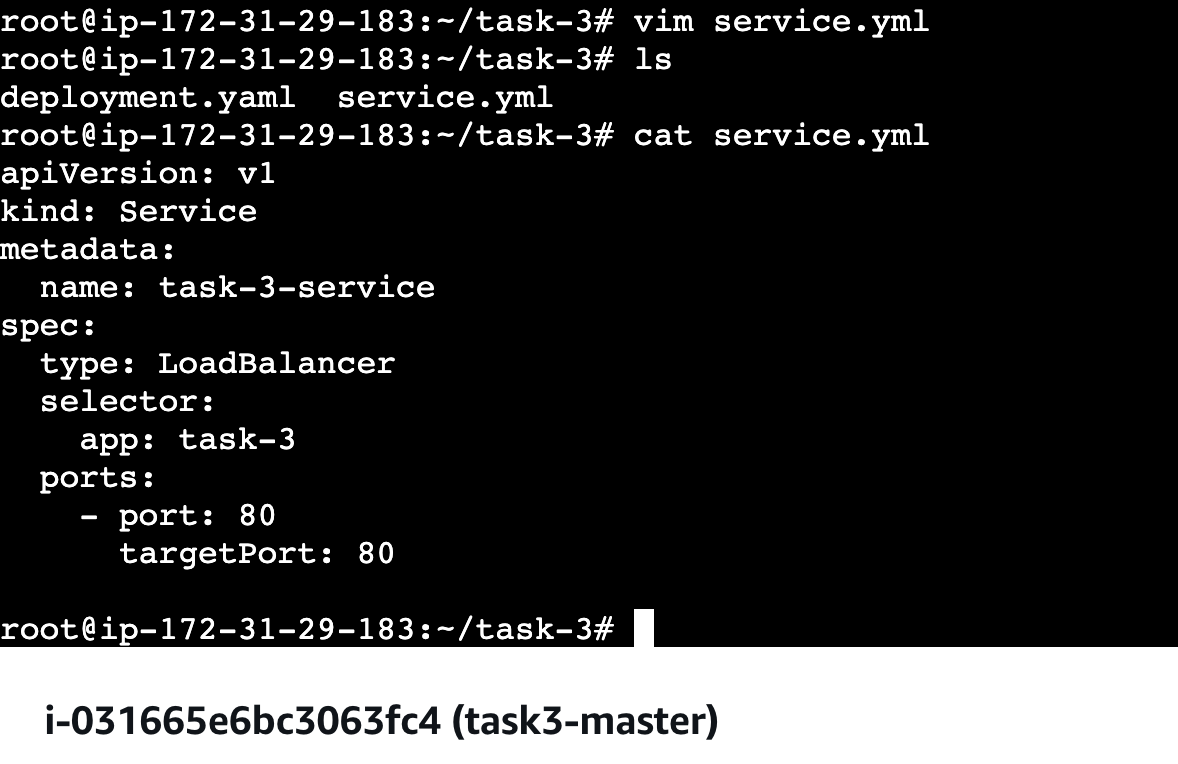 root@ip-172-31-29-183:~/task-3# vim service.yml
root@ip-172-31-29-183:~/task-3# ls
deployment.yaml  service.yml
root@ip-172-31-29-183:~/task-3# cat service.yml
apiVersion: v1
kind: Service
metadata:
  name: task-3-service
spec:
  type: LoadBalancer
  selector:
    app: task-3
  ports:
    - port: 80
      targetPort: 80

root@ip-172-31-29-183:~/task-3#
i-031665e6bc3063fc4 (task3-master)